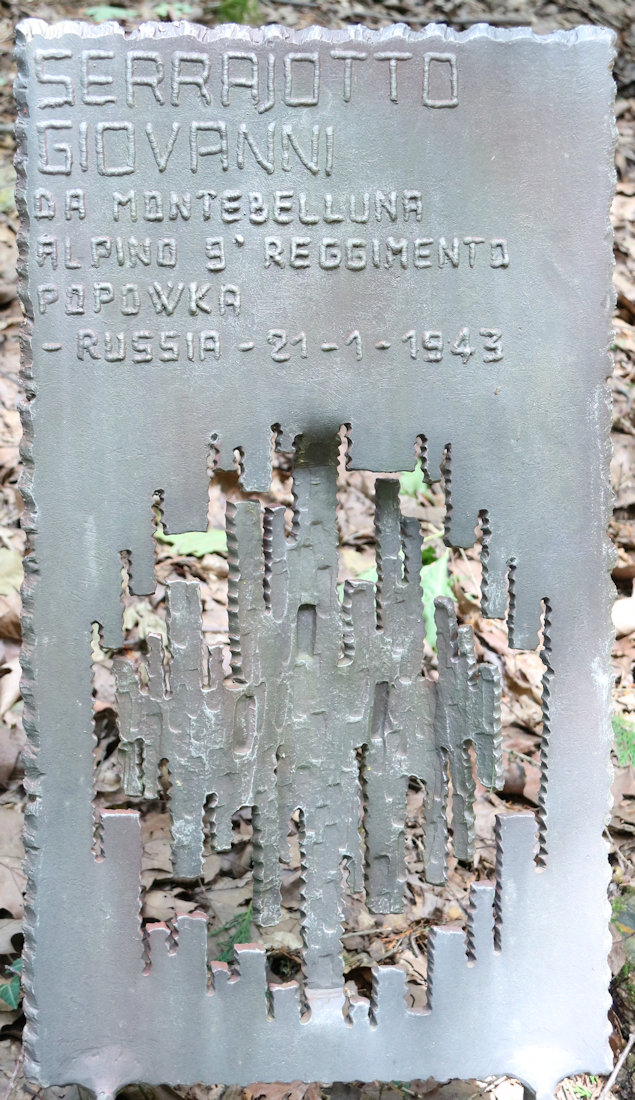 SERRAJOTTO
GIOVANNI
DA MONTEBELLUNA
ALPINO 9° REGGIMENTO
POPOWKA
-RUSSIA-21-1-1943